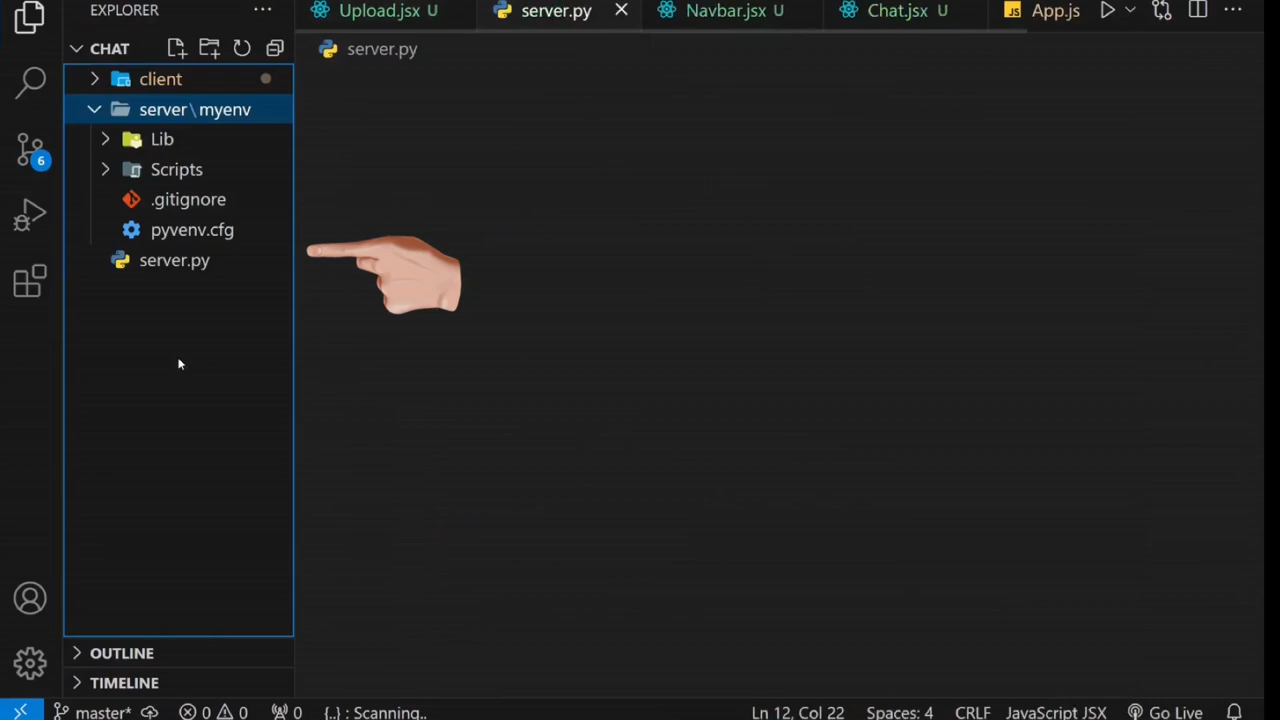 EXPLORER ...
Upload.jsx U server.py Navbar.jsx U Chat.jsx U JS App.js ...
CHAT
server.py
client
server\myenv
Lib
Scripts
.gitignore
pyvenv.cfg
server.py
6
OUTLINE
TIMELINE
master* 0 0 0 {..} : Scanning.. Ln 12, Col 22 Spaces: 4 CRLF JavaScript JSX Go Live